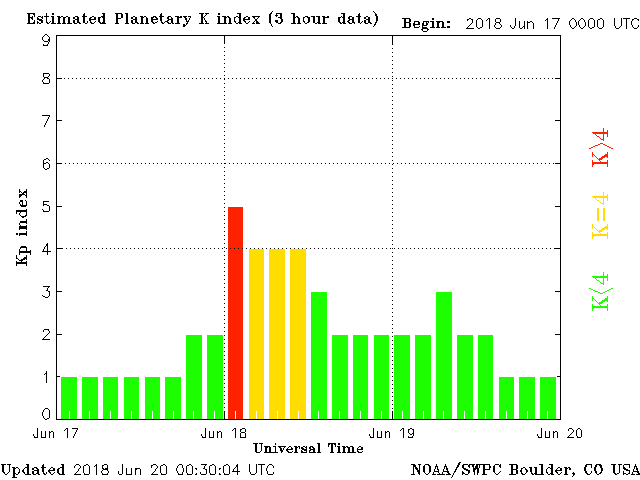 Estimated Planetary K index (3 hour data) Begin: 2018 Jun 17 0000 UTC
9
8
7
6
5
4
3
2
1
0
Kp index
K>4
K=4
K<4
Jun 17 Jun 18 Jun 19 Jun 20
Universal Time
Updated 2018 Jun 20 00:30:04 UTC NOAA/SWPC Boulder, CO USA